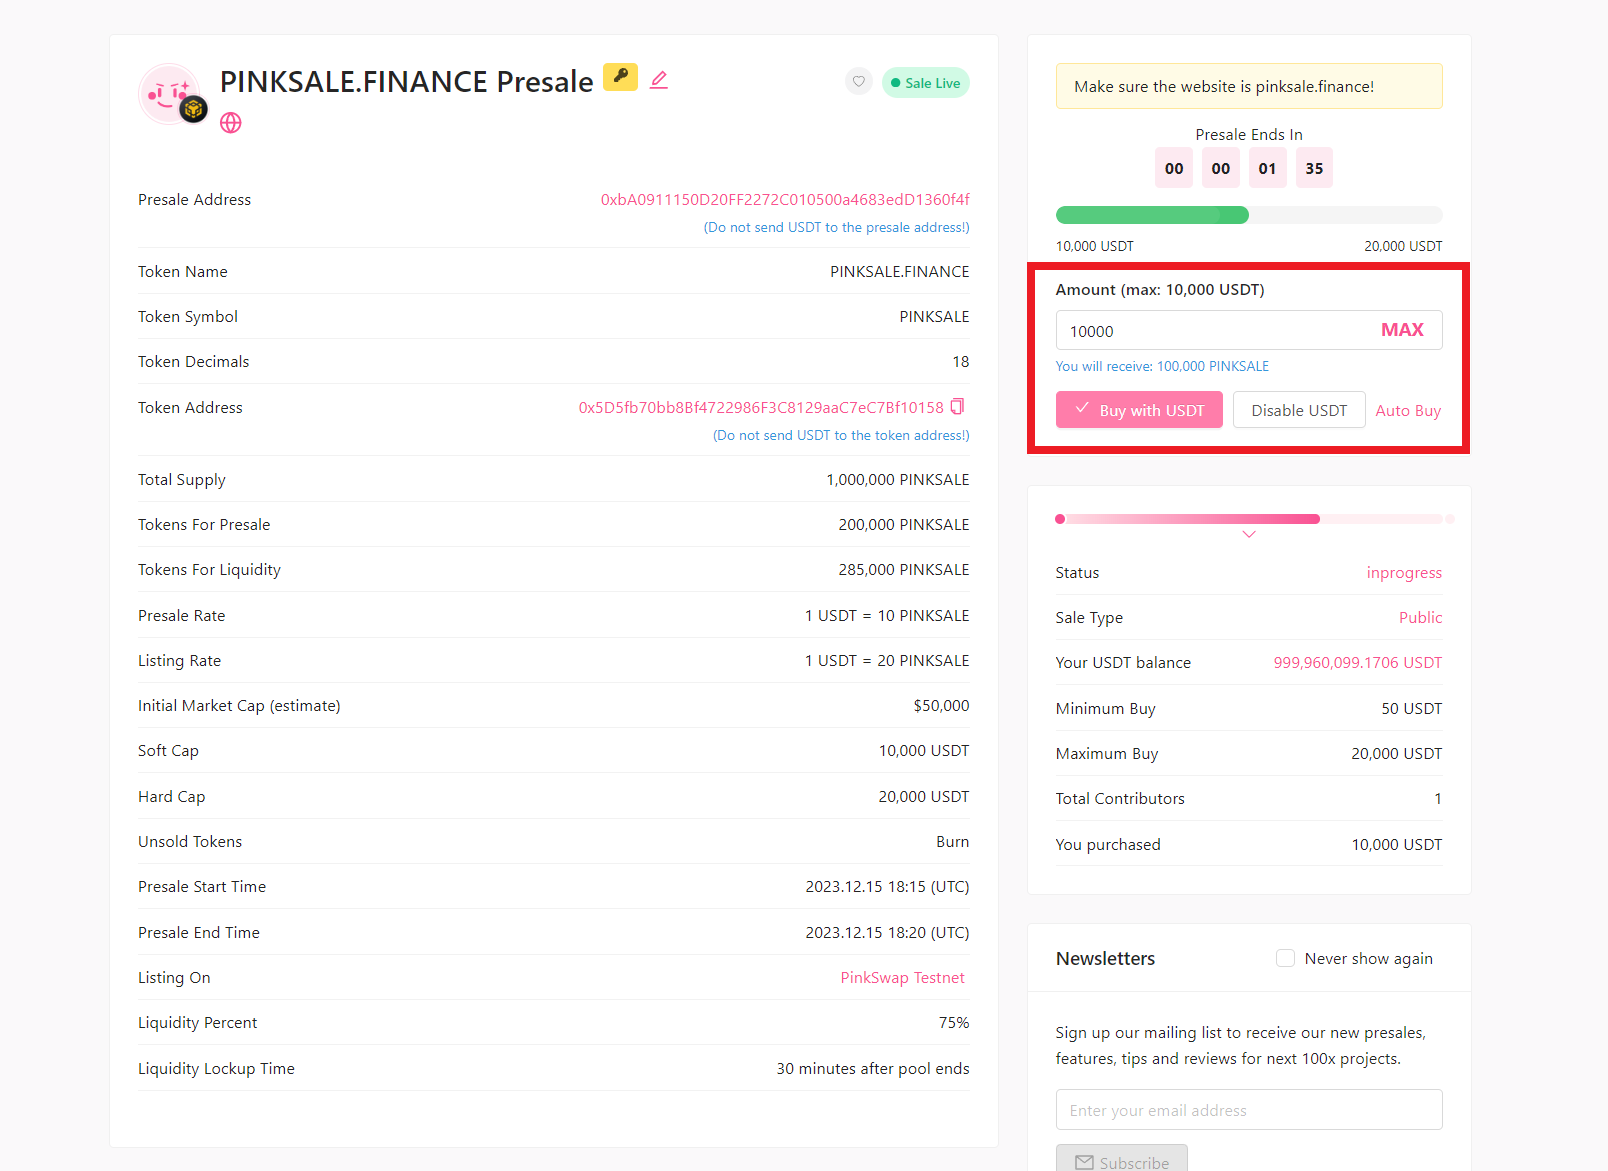 PINKSALE.FINANCE Presale
Sale Live
Presale Address 0xbA0911150D20FF2272C010500a4683edD1360f4f
(Do not send USDT to the presale address!)
Token Name PINKSALE.FINANCE
Token Symbol PINKSALE
Token Decimals 18
Token Address 0x5D5fb70bb8Bf4722986F3C8129aaC7eC7Bf10158
(Do not send USDT to the token address!)
Total Supply 1,000,000 PINKSALE
Tokens For Presale 200,000 PINKSALE
Tokens For Liquidity 285,000 PINKSALE
Presale Rate 1 USDT = 10 PINKSALE
Listing Rate 1 USDT = 20 PINKSALE
Initial Market Cap (estimate) $50,000
Soft Cap 10,000 USDT
Hard Cap 20,000 USDT
Unsold Tokens Burn
Presale Start Time 2023.12.15 18:15 (UTC)
Presale End Time 2023.12.15 18:20 (UTC)
Listing On PinkSwap Testnet
Liquidity Percent 75%
Liquidity Lockup Time 30 minutes after pool ends
Make sure the website is pinksale.finance!
Presale Ends In
00 00 01 35
10,000 USDT 20,000 USDT
Amount (max: 10,000 USDT)
10000 MAX
You will receive: 100,000 PINKSALE
Buy with USDT Disable USDT Auto Buy
Status inprogress
Sale Type Public
Your USDT balance 999,960,099.1706 USDT
Minimum Buy 50 USDT
Maximum Buy 20,000 USDT
Total Contributors 1
You purchased 10,000 USDT
Newsletters Never show again
Sign up our mailing list to receive our new presales,
features, tips and reviews for next 100x projects.
Enter your email address
Subscribe